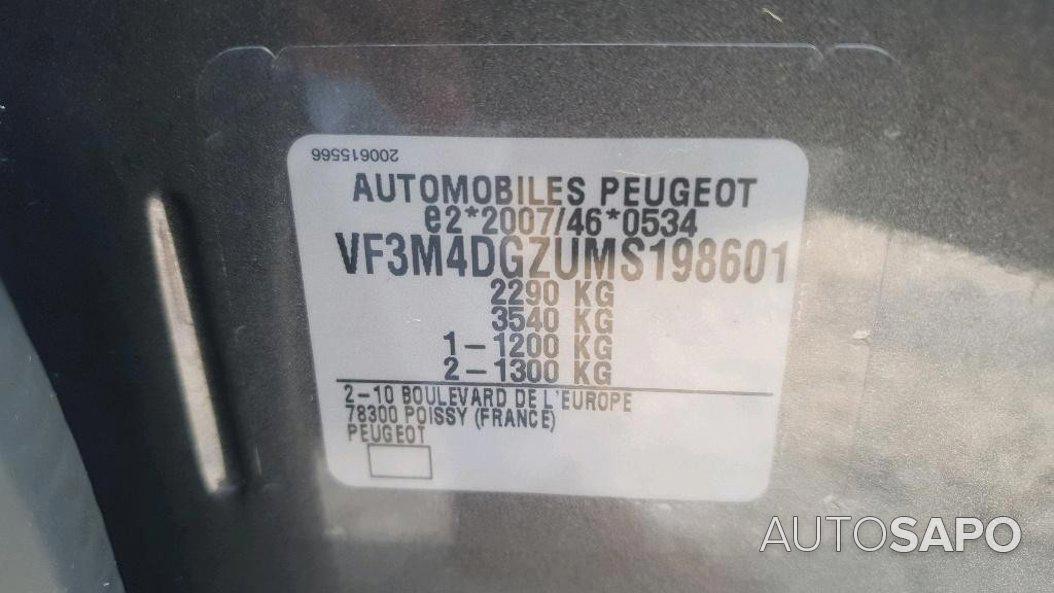 200615566
AUTOMOBILES PEUGEOT
e2*2007/46*0534
VF3M4DGZUMS198601
2290 KG
3540 KG
1-1200 KG
2-1300 KG
2-10 BOULEVARD DE L'EUROPE
78300 POISSY (FRANCE)
PEUGEOT
AUTOSAPO